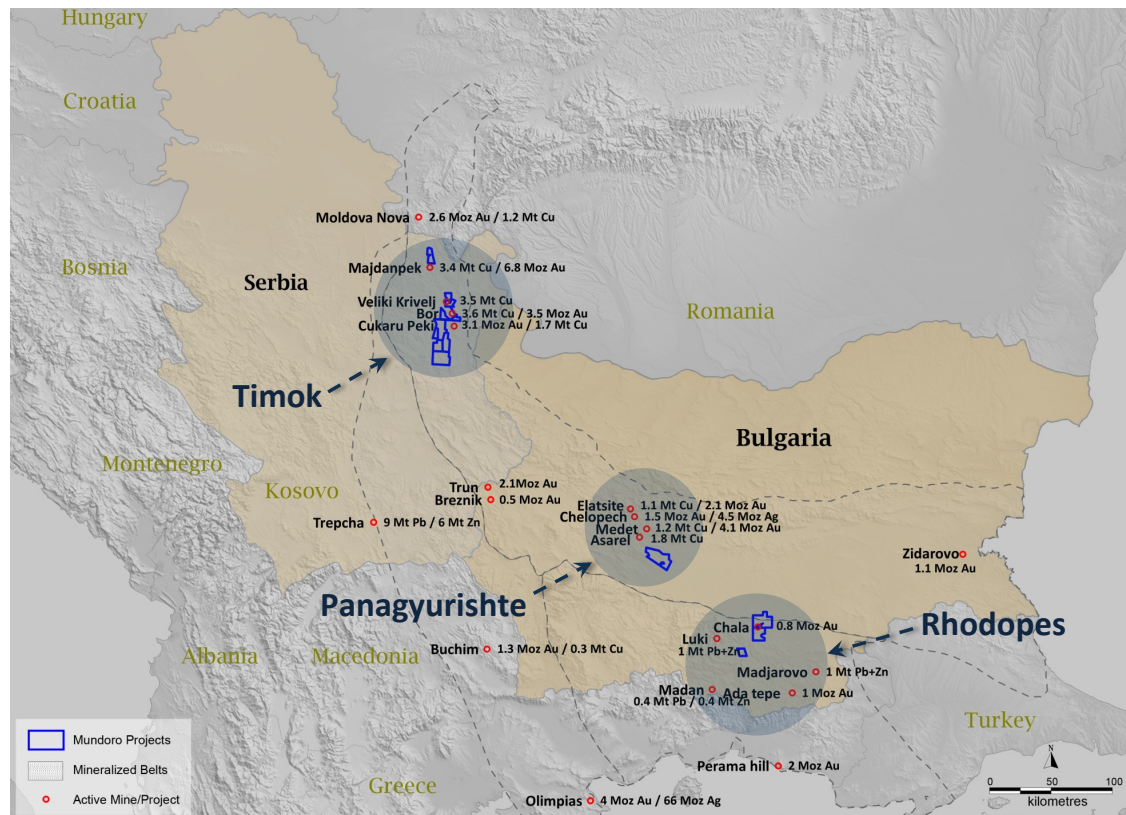 Hungary
Croatia
Bosnia
Serbia
Romania
Moldova Nova 2.6 Moz Au / 1.2 Mt Cu
Majdanpek 3.4 Mt Cu / 6.8 Moz Au
Veliki Krivelj 3.5 Mt Cu
Bor 3.6 Mt Cu / 3.5 Moz Au
Cukaru Peki 3.1 Moz Au / 1.7 Mt Cu
Timok
Bulgaria
Montenegro
Kosovo
Trun 2.1Moz Au
Breznik 0.5 Moz Au
Trepcha 9 Mt Pb / 6 Mt Zn
Elatsite 1.1 Mt Cu / 2.1 Moz Au
Chelopech 1.5 Moz Au / 4.5 Moz Ag
Medet 1.2 Mt Cu / 4.1 Moz Au
Asarel 1.8 Mt Cu
Zidarovo
1.1 Moz Au
Panagyurishte
Rhodopes
Chala 0.8 Moz Au
Luki
1 Mt Pb+Zn
Albania
Macedonia
Buchim 1.3 Moz Au / 0.3 Mt Cu
Madjarovo 1 Mt Pb+Zn
Madan
0.4 Mt Pb / 0.4 Mt Zn
Ada tepe 1 Moz Au
Turkey
Perama hill 2 Moz Au
Greece
Olimpias 4 Moz Au / 66 Moz Ag
Mundoro Projects
Mineralized Belts
Active Mine/Project
N
0 50 100
kilometres